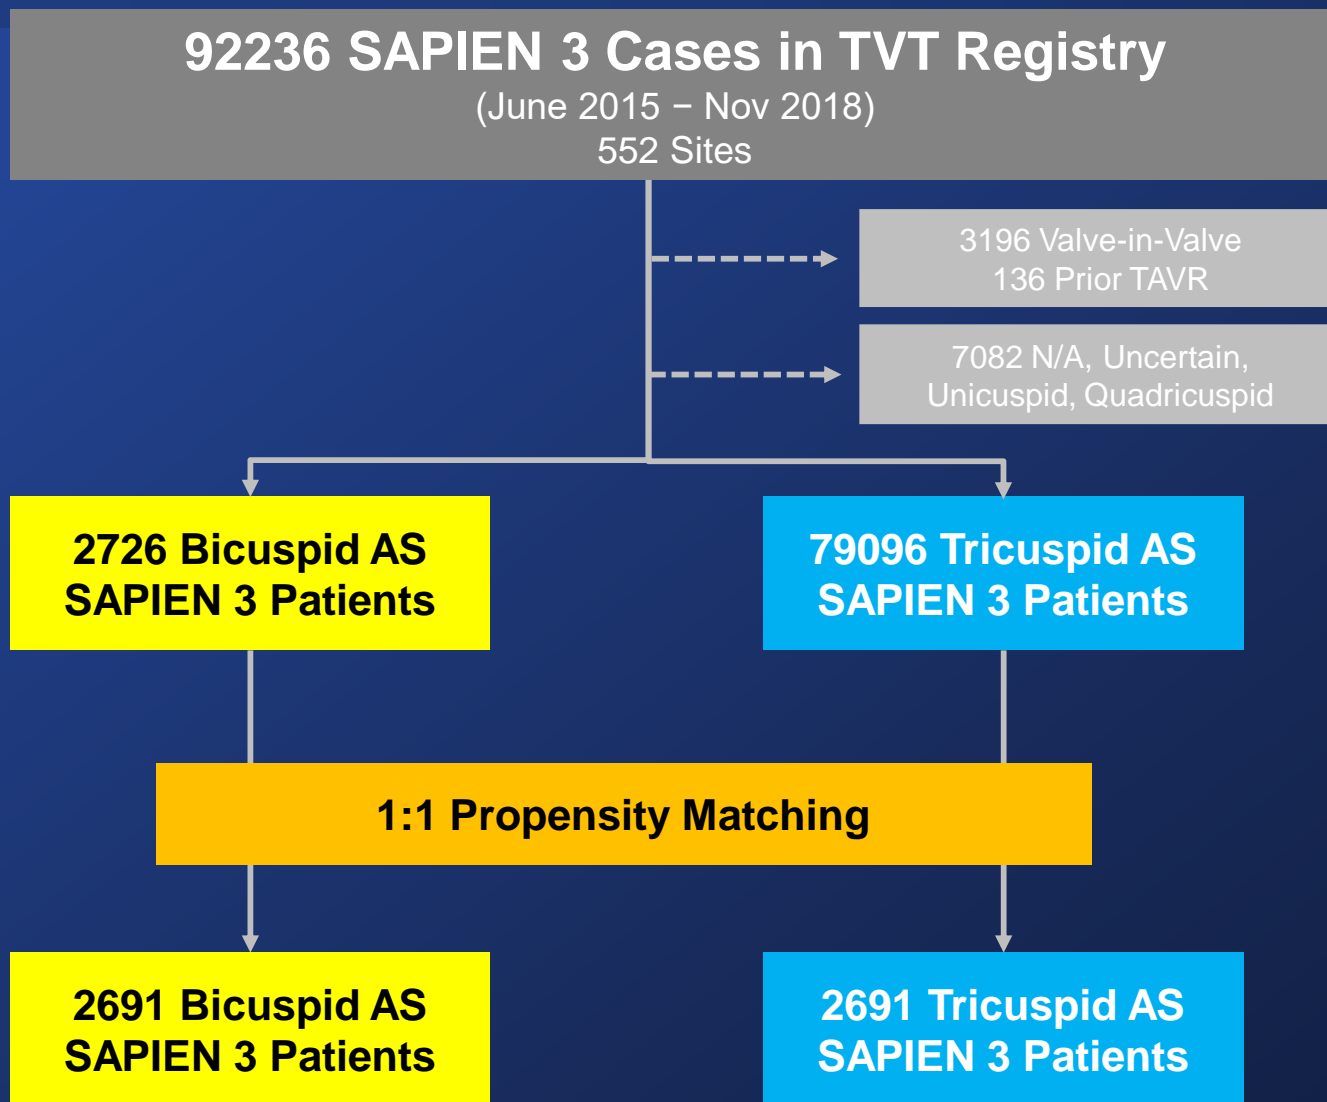 92236 SAPIEN 3 Cases in TVT Registry
(June 2015 – Nov 2018)
552 Sites
3196 Valve-in-Valve
136 Prior TAVR
7082 N/A, Uncertain,
Unicuspid, Quadricuspid
2726 Bicuspid AS
SAPIEN 3 Patients
79096 Tricuspid AS
SAPIEN 3 Patients
1:1 Propensity Matching
2691 Bicuspid AS
SAPIEN 3 Patients
2691 Tricuspid AS
SAPIEN 3 Patients